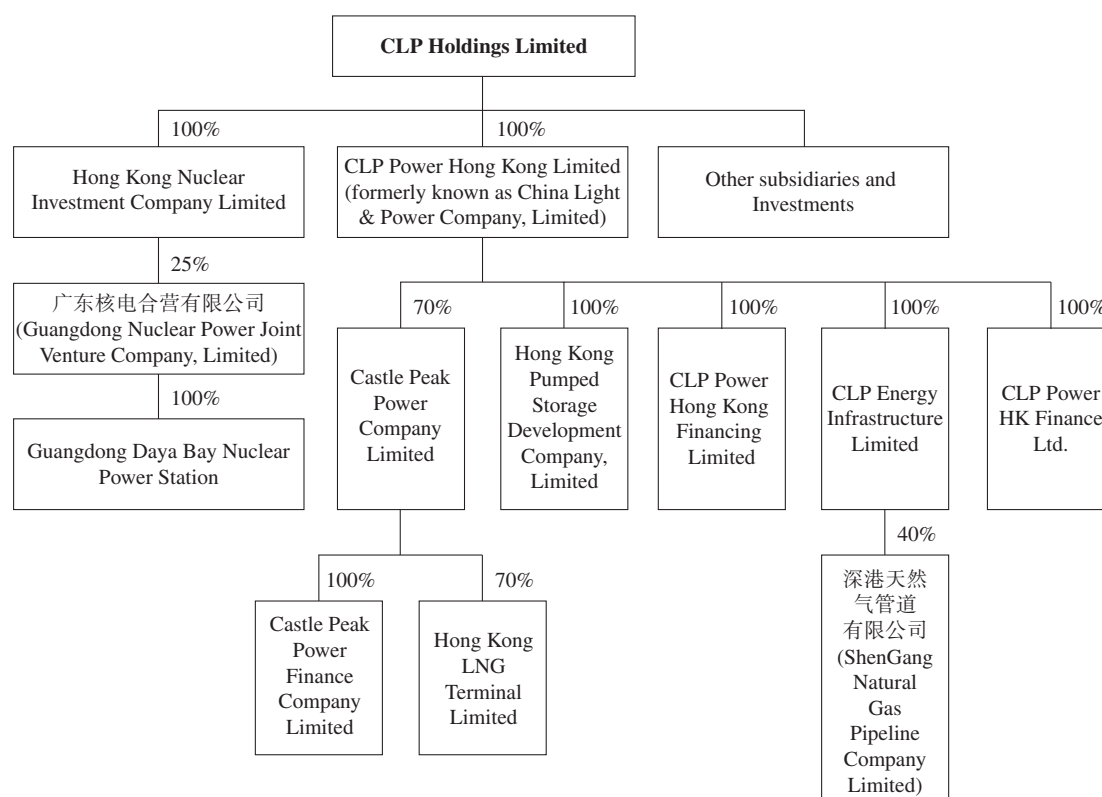 CLP Holdings Limited
100%
100%
Hong Kong Nuclear
Investment Company Limited
CLP Power Hong Kong Limited
(formerly known as China Light
& Power Company, Limited)
Other subsidiaries and
Investments
25%
广东核电合营有限公司
(Guangdong Nuclear Power Joint
Venture Company, Limited)
100%
Guangdong Daya Bay Nuclear
Power Station
70%
100%
100%
100%
100%
Castle Peak
Power
Company
Limited
Hong Kong
Pumped
Storage
Development
Company,
Limited
CLP Power
Hong Kong
Financing
Limited
CLP Energy
Infrastructure
Limited
CLP Power
HK Finance
Ltd.
100%
70%
40%
Castle Peak
Power
Finance
Company
Limited
Hong Kong
LNG
Terminal
Limited
深港天然
气管道
有限公司
(ShenGang
Natural
Gas
Pipeline
Company
Limited)